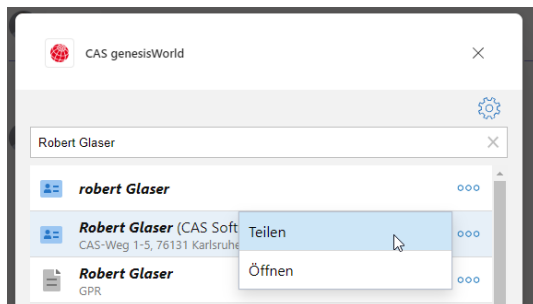 CAS genesisWorld
Robert Glaser
robert Glaser
Robert Glaser (CAS Soft
CAS-Weg 1-5, 76131 Karlsruhe
Teilen
Öffnen
Robert Glaser
GPR